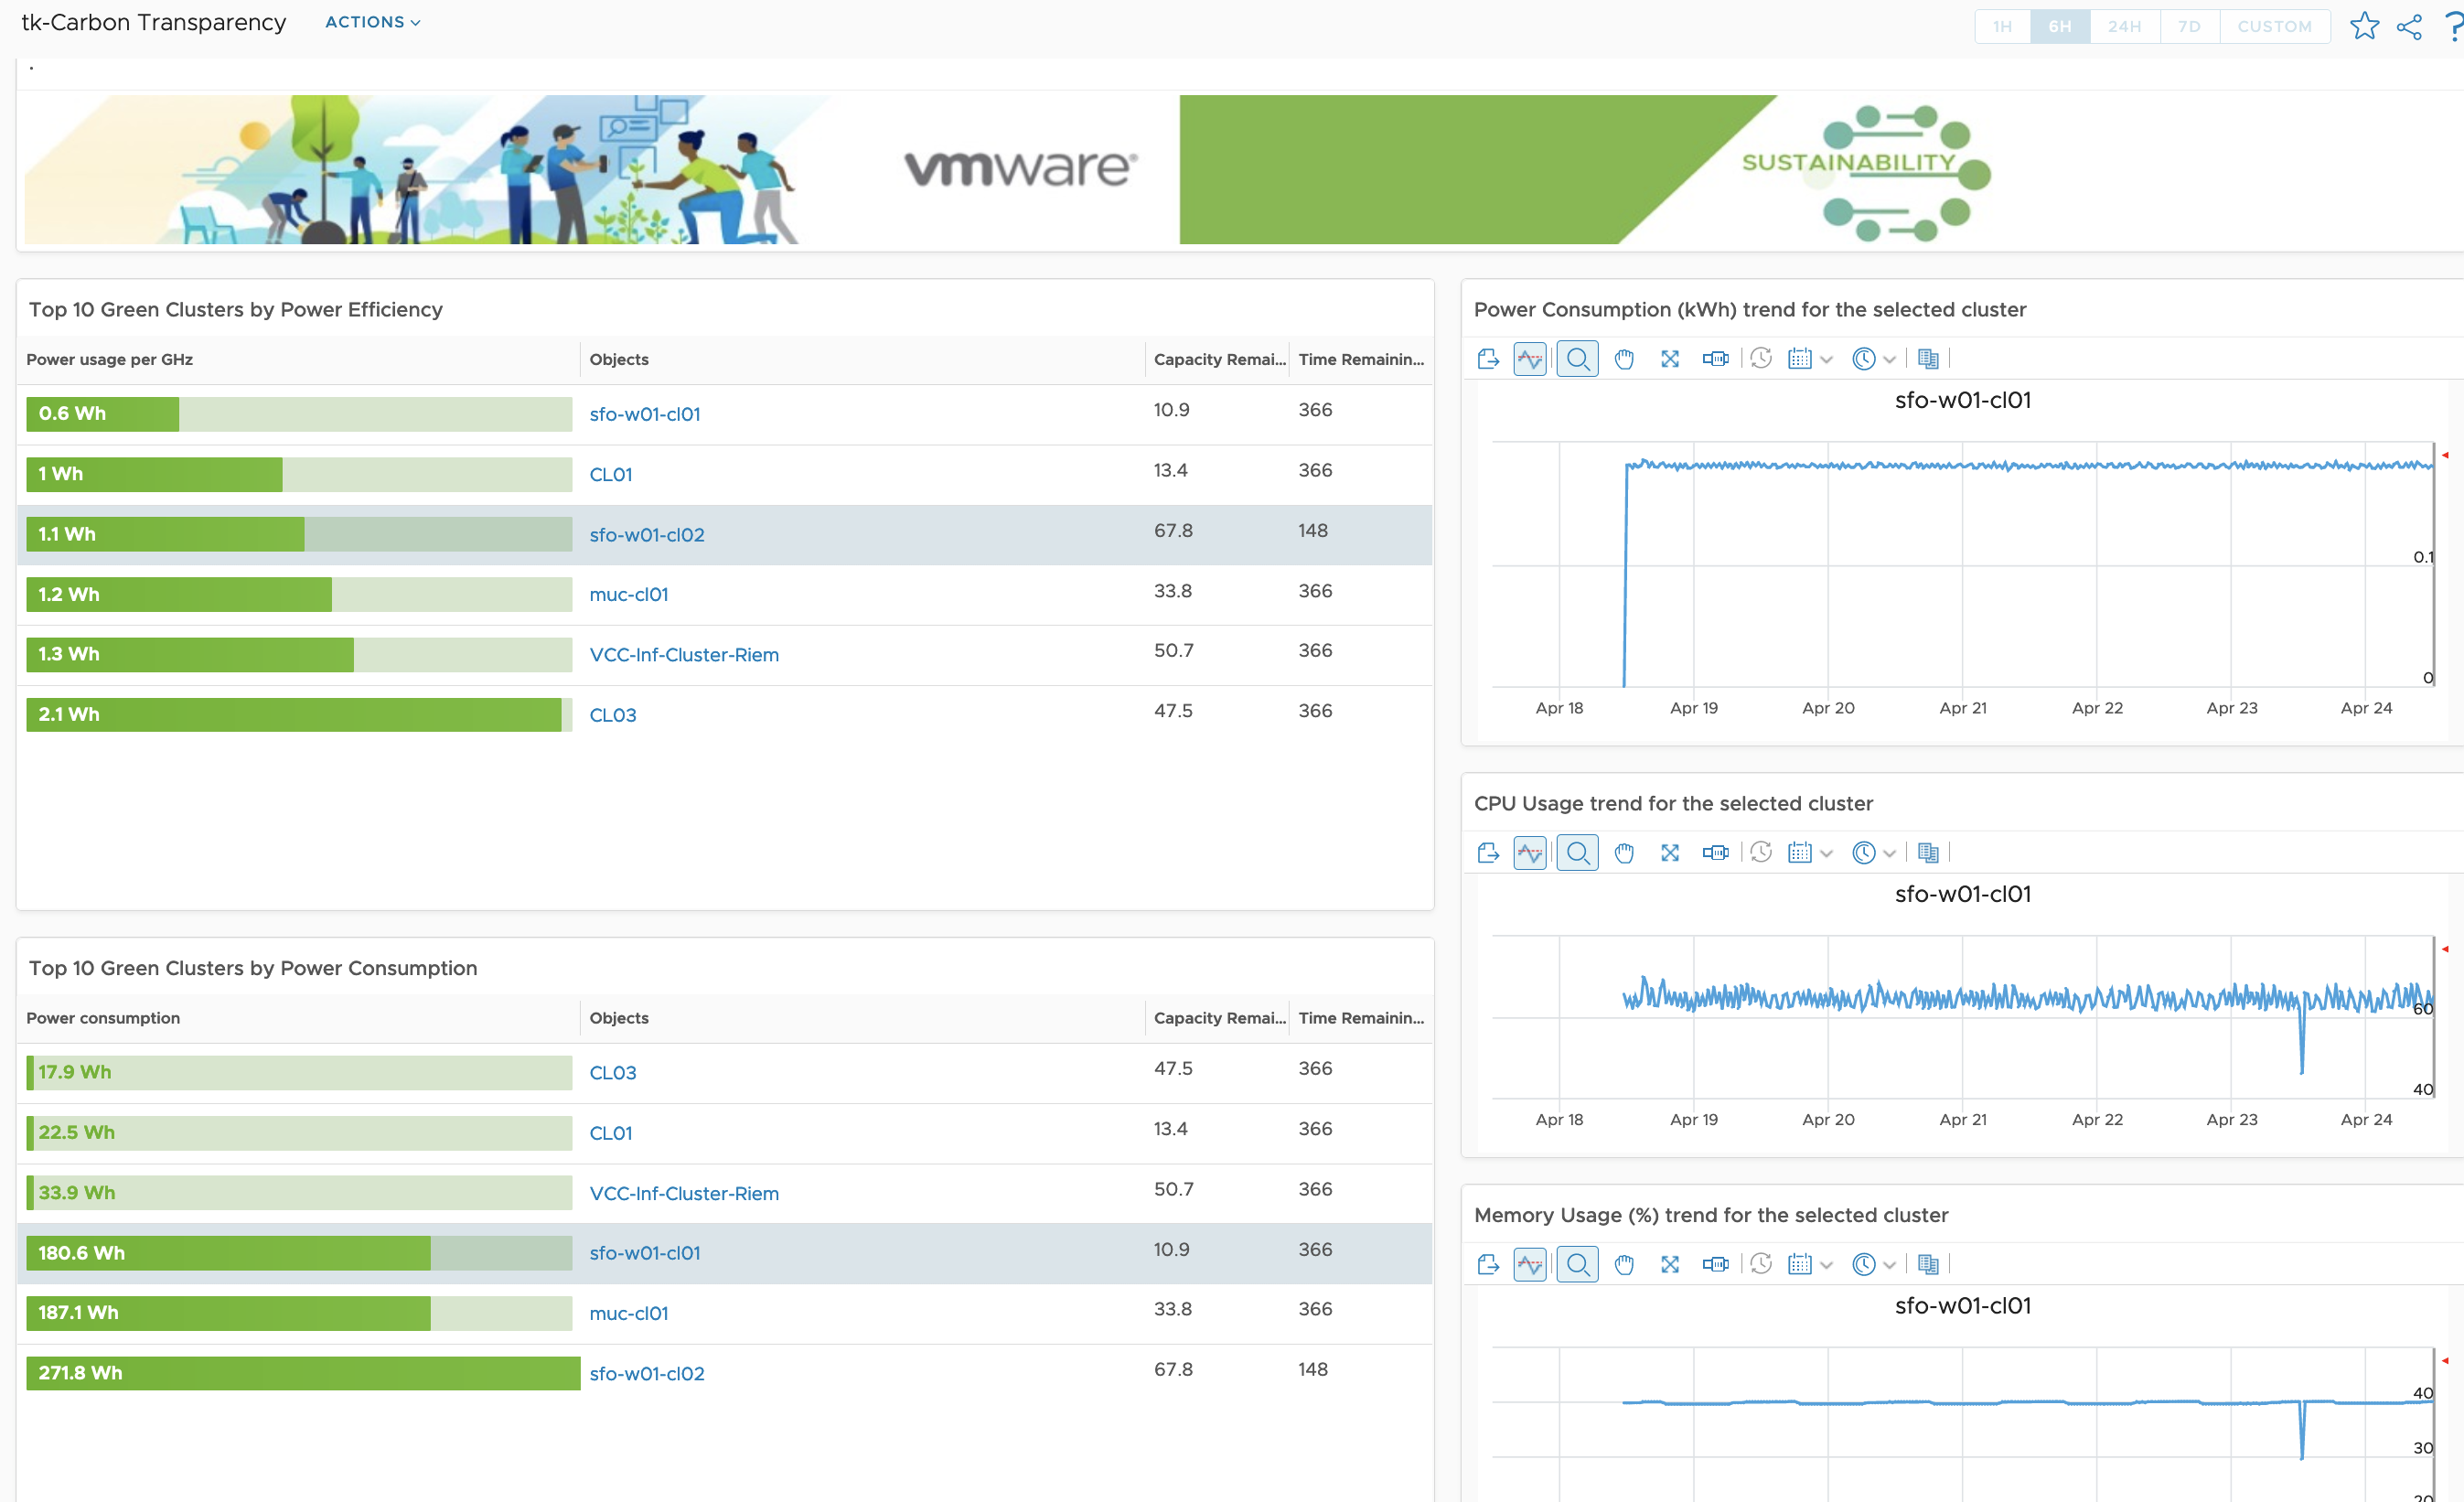 tk-Carbon Transparency
ACTIONS
1H 6H 24H 7D CUSTOM
.
vmware®
SUSTAINABILITY
Top 10 Green Clusters by Power Efficiency
Power usage per GHz Objects Capacity Remai... Time Remainin...
0.6 Wh sfo-w01-cl01 10.9 366
1 Wh CL01 13.4 366
1.1 Wh sfo-w01-cl02 67.8 148
1.2 Wh muc-cl01 33.8 366
1.3 Wh VCC-Inf-Cluster-Riem 50.7 366
2.1 Wh CL03 47.5 366
Top 10 Green Clusters by Power Consumption
Power consumption Objects Capacity Remai... Time Remainin...
17.9 Wh CL03 47.5 366
22.5 Wh CL01 13.4 366
33.9 Wh VCC-Inf-Cluster-Riem 50.7 366
180.6 Wh sfo-w01-cl01 10.9 366
187.1 Wh muc-cl01 33.8 366
271.8 Wh sfo-w01-cl02 67.8 148
Power Consumption (kWh) trend for the selected cluster
sfo-w01-cl01
0.1
0
Apr 18 Apr 19 Apr 20 Apr 21 Apr 22 Apr 23 Apr 24
CPU Usage trend for the selected cluster
sfo-w01-cl01
60
40
Apr 18 Apr 19 Apr 20 Apr 21 Apr 22 Apr 23 Apr 24
Memory Usage (%) trend for the selected cluster
sfo-w01-cl01
40
30
20